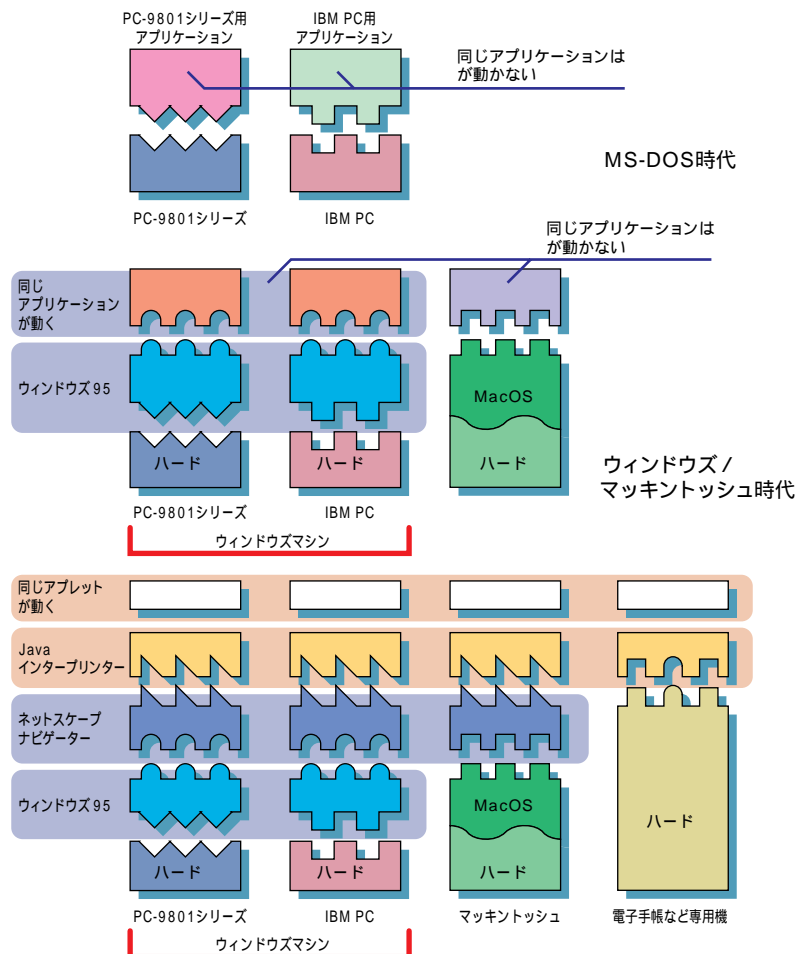 PC-9801シリーズ用
アプリケーション
IBM PC用
アプリケーション
同じアプリケーションは
が動かない
MS-DOS時代
PC-9801シリーズ
IBM PC
同じアプリケーションは
が動かない
同じ
アプリケーション
が動く
ウィンドウズ95
MacOS
ハード
ハード
ハード
ウィンドウズ/
マッキントッシュ時代
PC-9801シリーズ
IBM PC
ウィンドウズマシン
同じアプレット
が動く
Java
インタープリンター
ネットスケープ
ナビゲーター
ウィンドウズ95
MacOS
ハード
ハード
ハード
ハード
PC-9801シリーズ
IBM PC
マッキントッシュ
電子手帳など専用機
ウィンドウズマシン